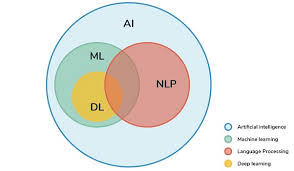 AI
ML
NLP
DL
Artificial Intelligence
Machine learning
Language Processing
Deep learning